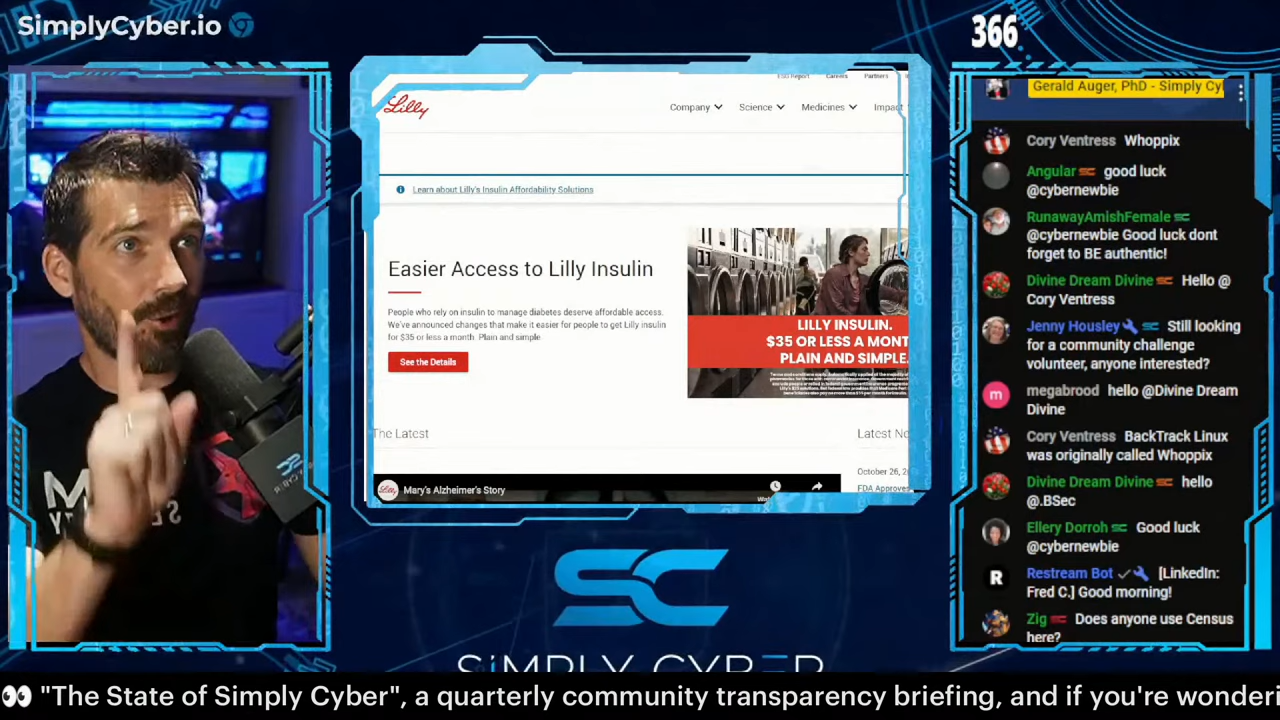 SimplyCyber.io
366
ESG Report Careers Partners
Lilly
Company Science Medicines Impact
Learn about Lilly's Insulin Affordability Solutions
Easier Access to Lilly Insulin
People who rely on insulin to manage diabetes deserve affordable access.
We've announced changes that make it easier for people to get Lilly insulin
for $35 or less a month. Plain and simple.
See the Details
LILLY INSULIN.
$35 OR LESS A MONT
PLAIN AND SIMPLE.
The Latest
Latest Ne
October 26, 2
FDA Approves
Lilly
Mary's Alzheimer's Story
Gerald Auger, PhD - Simply Cy
Cory Ventress Whoppix
Angular good luck
@cybernewbie
RunawayAmishFemale
@cybernewbie Good luck dont
forget to BE authentic!
Divine Dream Divine Hello @
Cory Ventress
Jenny Housley Still looking
for a community challenge
volunteer, anyone interested?
m
megabrood hello @Divine Dream
Divine
Cory Ventress BackTrack Linux
was originally called Whoppix
Divine Dream Divine hello
@.BSec
Ellery Dorroh Good luck
@cybernewbie
R
Restream Bot [LinkedIn:
Fred C.] Good morning!
Zig Does anyone use Census
here?
SC
SIMPLY CYBER
"The State of Simply Cyber", a quarterly community transparency briefing, and if you're wonderi